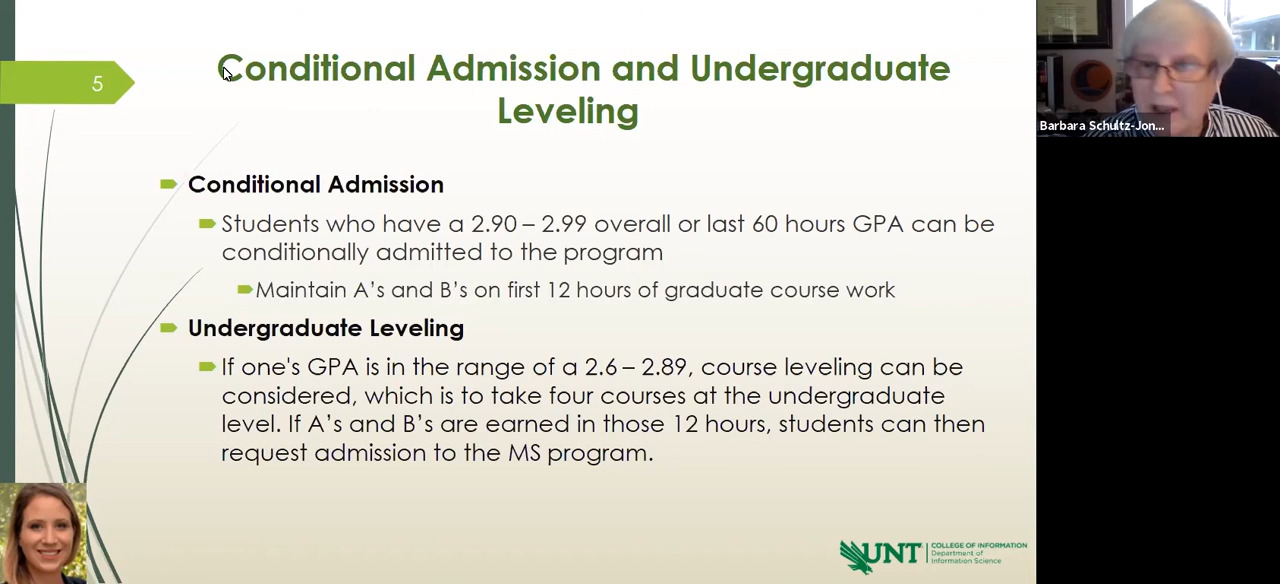 5
Conditional Admission and Undergraduate
Leveling
Conditional Admission
Students who have a 2.90 – 2.99 overall or last 60 hours GPA can be
conditionally admitted to the program
Maintain A’s and B’s on first 12 hours of graduate course work
Undergraduate Leveling
If one's GPA is in the range of a 2.6 – 2.89, course leveling can be
considered, which is to take four courses at the undergraduate
level. If A’s and B’s are earned in those 12 hours, students can then
request admission to the MS program.
Barbara Schultz-Jon...
UNT
COLLEGE OF INFORMATION
Department of
Information Science